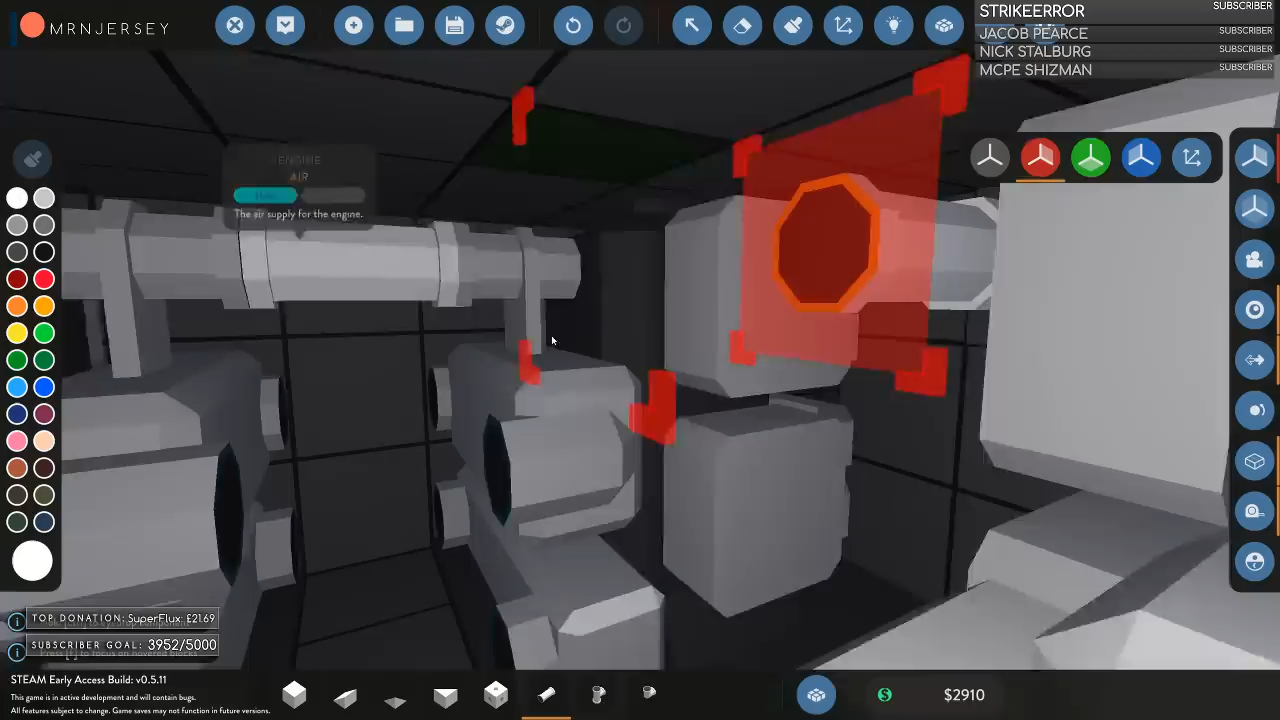 MRNJERSEY
STRIKEERROR SUBSCRIBER
JACOB PEARCE SUBSCRIBER
NICK STALBURG SUBSCRIBER
MCPE SHIZMAN SUBSCRIBER
ENGINE
AIR
The air supply for the engine.
TOP DONATION: SuperFlux: £2169
SUBSCRIBER GOAL: 3952/5000
STEAM Early Access Build: v0.5.11
This game is in active development and will contain bugs.
All features subject to change. Game saves may not function in future versions.
$
$2910